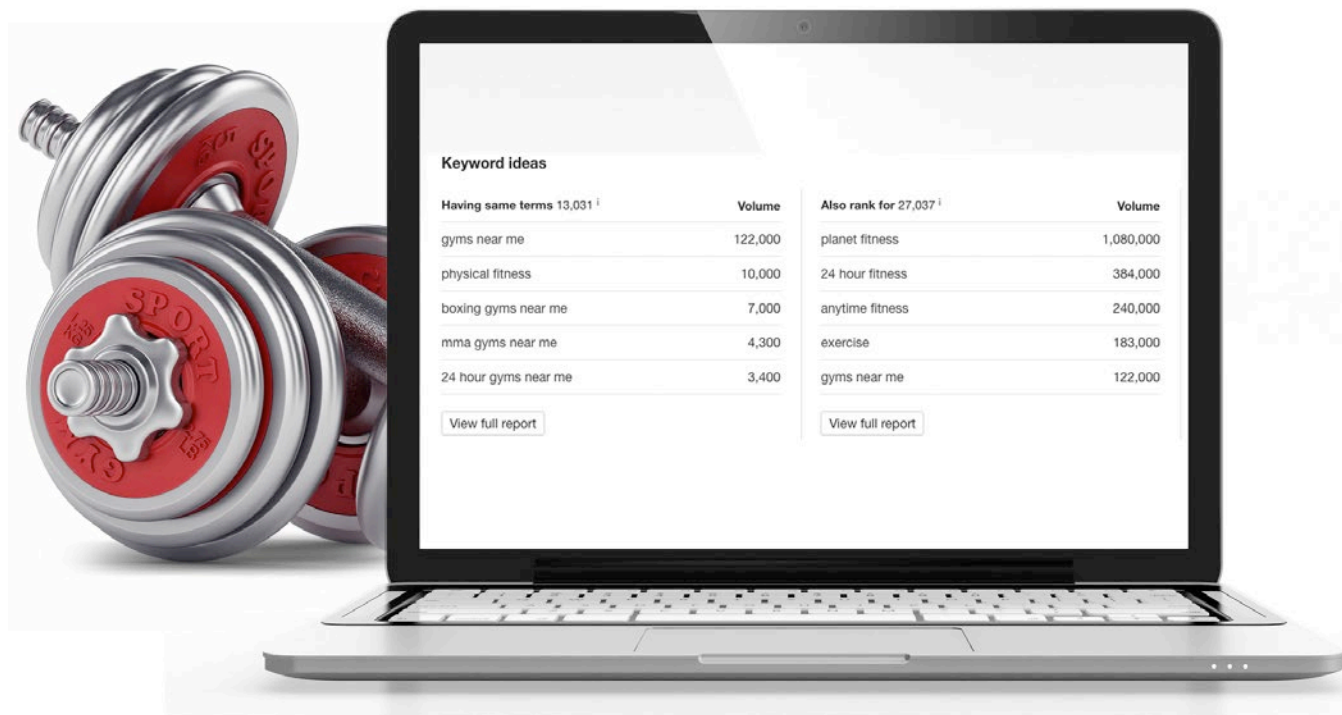 Keyword ideas
Having same terms 13,031 i Volume
gyms near me 122,000
physical fitness 10,000
boxing gyms near me 7,000
mma gyms near me 4,300
24 hour gyms near me 3,400
View full report
Also rank for 27,037 i Volume
planet fitness 1,080,000
24 hour fitness 384,000
anytime fitness 240,000
exercise 183,000
gyms near me 122,000
View full report
SPORT
GYM